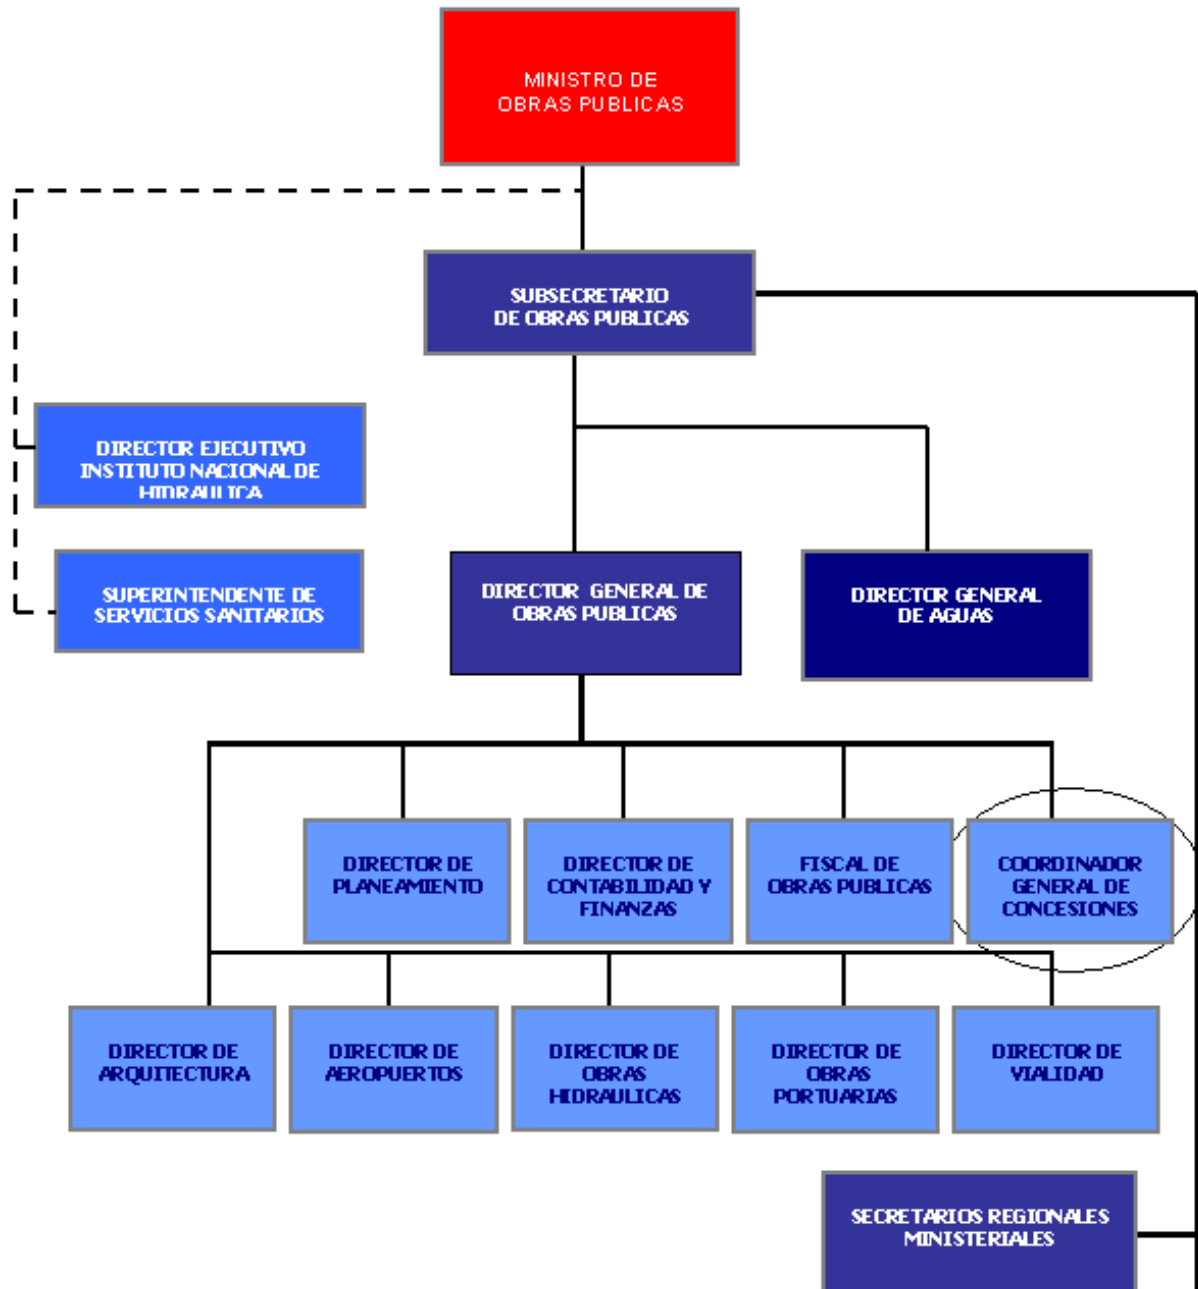 MINISTRO DE
OBRAS PUBLICAS
SUBSECRETARIO
DE OBRAS PUBLICAS
DIRECTOR EJECUTIVO
INSTITUTO NACIONAL DE
HIDRAULICA
SUPERINTENDENTE DE
SERVICIOS SANITARIOS
DIRECTOR GENERAL DE
OBRAS PUBLICAS
DIRECTOR GENERAL
DE AGUAS
DIRECTOR DE
PLANEAMIENTO
DIRECTOR DE
CONTABILIDAD Y
FINANZAS
FISCAL DE
OBRAS PUBLICAS
COORDINADOR
GENERAL DE
CONCESIONES
DIRECTOR DE
ARQUITECTURA
DIRECTOR DE
AEROPUERTOS
DIRECTOR DE
OBRAS
HIDRAULICAS
DIRECTOR DE
OBRAS
PORTUARIAS
DIRECTOR DE
VIALIDAD
SECRETARIOS REGIONALES
MINISTERIALES